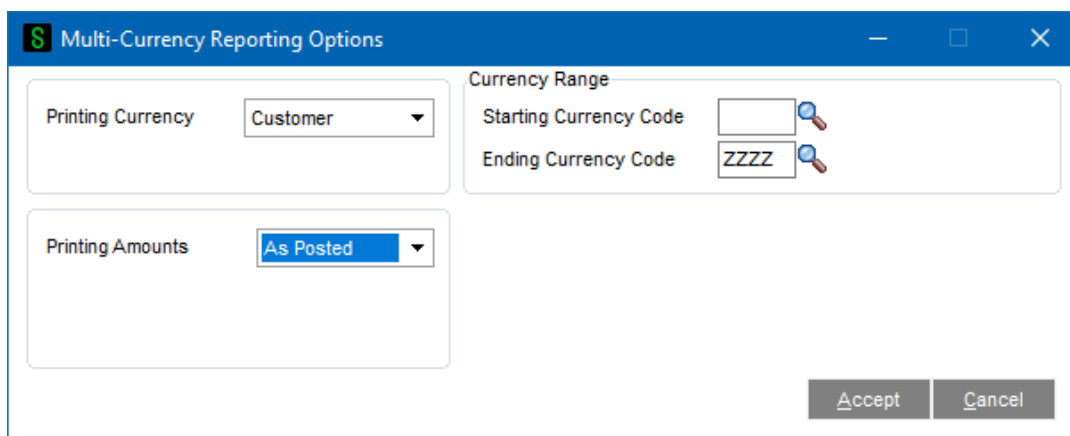 S Multi-Currency Reporting Options
Printing Currency Customer
Currency Range
Starting Currency Code
Ending Currency Code ZZZZ
Printing Amounts As Posted
Accept Cancel